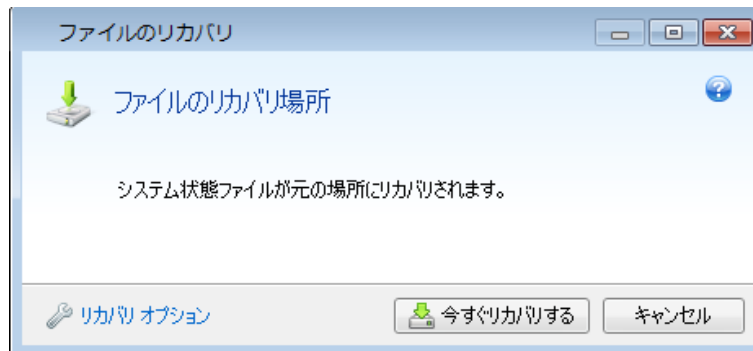 ファイルのリカバリ
ファイルのリカバリ場所
システム状態ファイルが元の場所にリカバリされます。
リカバリ オプション
今すぐリカバリする
キャンセル